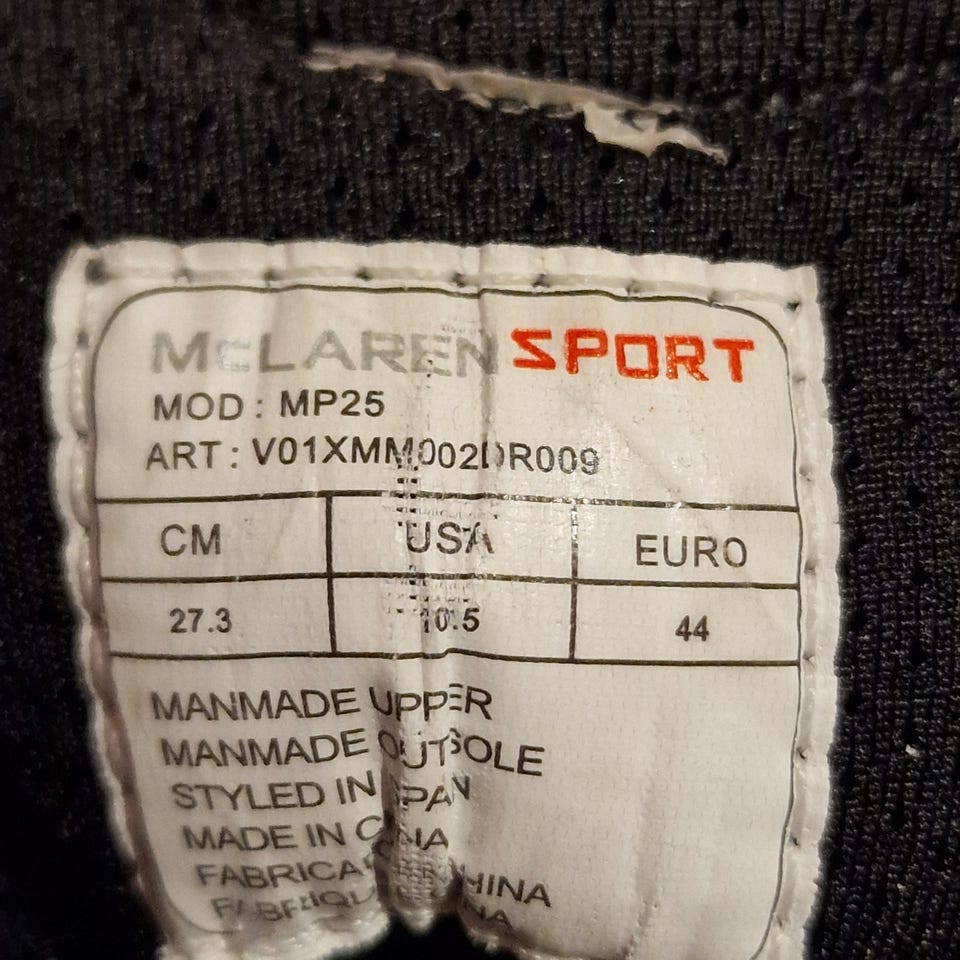 McLAREN SPORT
MOD : MP25
ART : V01XMM002DR009
CM USA EURO
27.3 10.5 44
MANMADE UPPER
MANMADE OUTSOLE
STYLED IN
MADE IN CHINA
CHINA